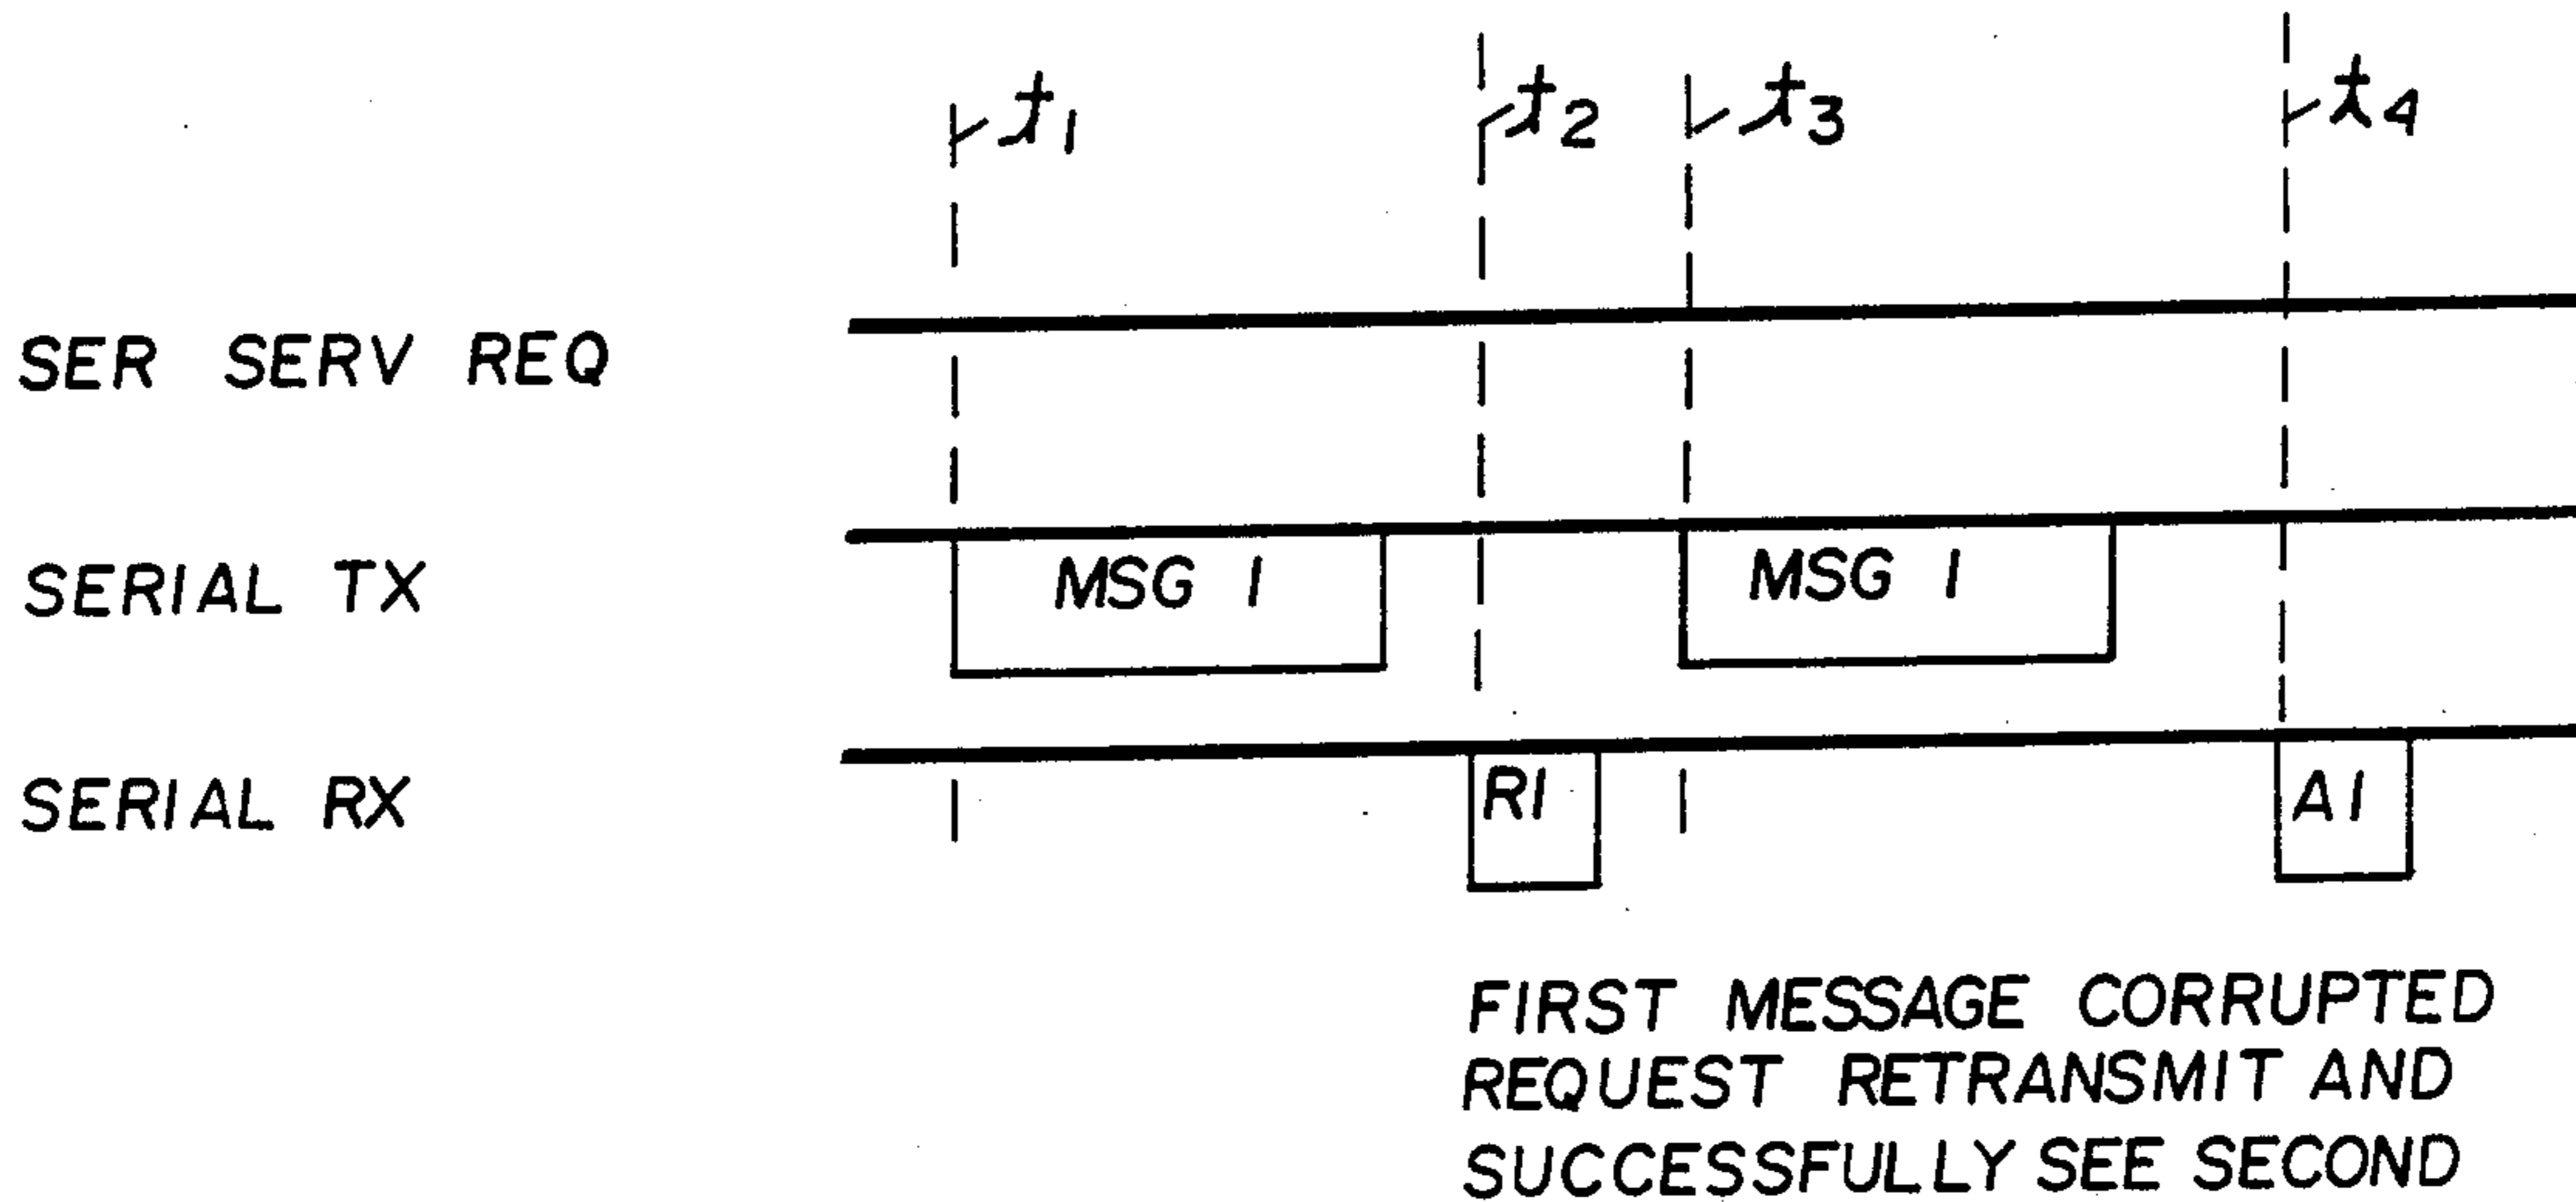 t1 t2 t3 t4
SER SERV REQ
SERIAL TX
MSG 1 MSG 1
SERIAL RX
R1 A1
FIRST MESSAGE CORRUPTED
REQUEST RETRANSMIT AND
SUCCESSFULLY SEE SECOND